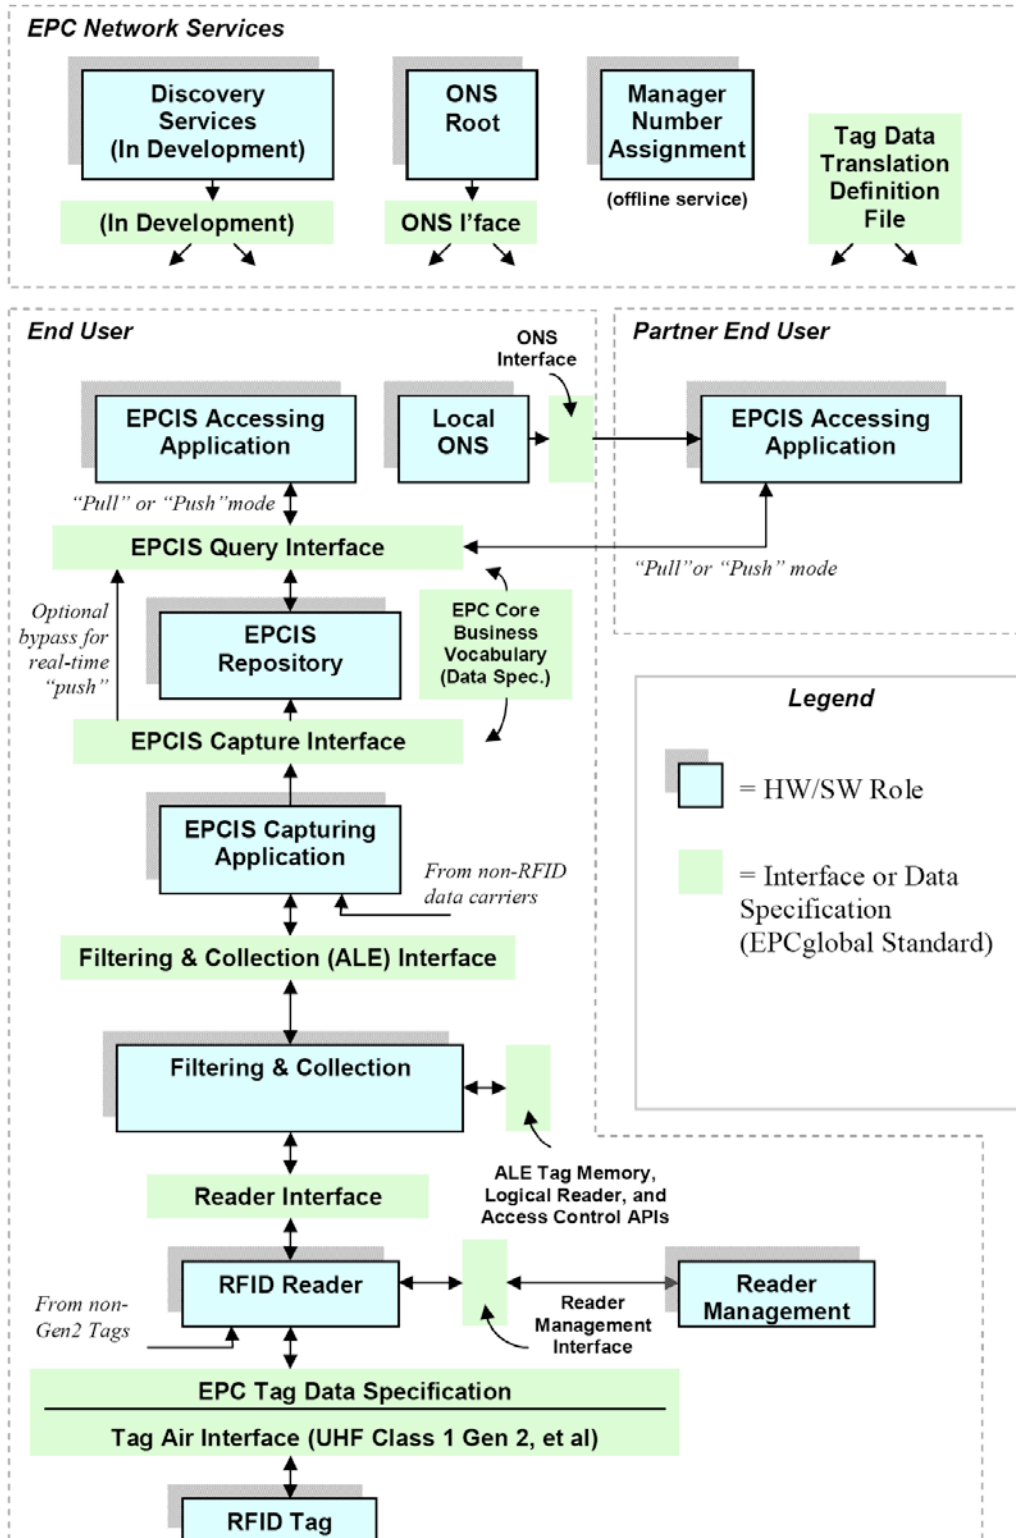 EPC Network Services
Discovery
Services
(In Development)
ONS
Root
Manager
Number
Assignment
(offline service)
Tag Data
Translation
Definition
File
(In Development)
ONS I'face
End User
ONS
Interface
Partner End User
EPCIS Accessing
Application
Local
ONS
EPCIS Accessing
Application
“Pull” or “Push”mode
EPCIS Query Interface
“Pull”or “Push” mode
Optional
bypass for
real-time
“push”
EPCIS
Repository
EPC Core
Business
Vocabulary
(Data Spec.)
EPCIS Capture Interface
Legend
= HW/SW Role
= Interface or Data
Specification
(EPCglobal Standard)
EPCIS Capturing
Application
From non-RFID
data carriers
Filtering & Collection (ALE) Interface
Filtering & Collection
ALE Tag Memory,
Logical Reader, and
Access Control APIs
Reader Interface
RFID Reader
Reader
Management
Interface
Reader
Management
From non-
Gen2 Tags
EPC Tag Data Specification
Tag Air Interface (UHF Class 1 Gen 2, et al)
RFID Tag